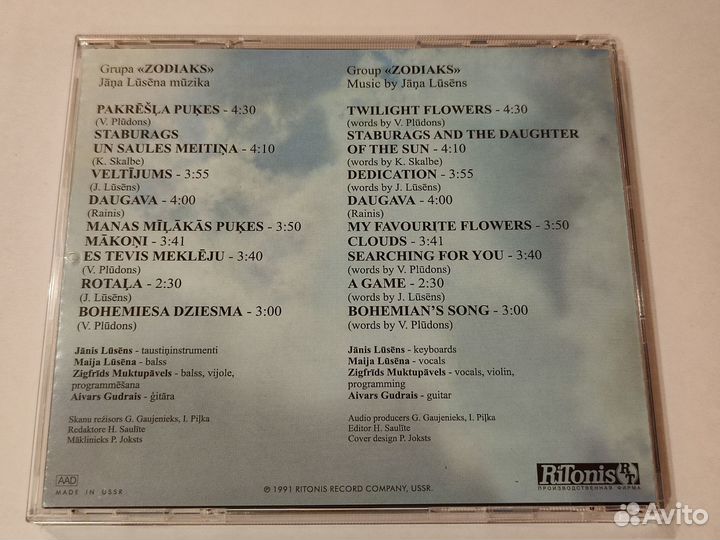 Grupa «ZODIAKS»
Jāņa Lūsēna mūzika
PAKRĒŠĻA PUĶES - 4:30
(V. Plūdons)
STABURAGS
UN SAULES MEITIŅA - 4:10
(K. Skalbe)
VELTĪJUMS - 3:55
(J. Lūsēns)
DAUGAVA - 4:00
(Rainis)
MANAS MĪĻĀKĀS PUĶES - 3:50
MĀKOŅI - 3:41
ES TEVIS MEKLĒJU - 3:40
(V. Plūdons)
ROTAĻA - 2:30
(J. Lūsēns)
BOHEMIESA DZIESMA - 3:00
(V. Plūdons)
Jānis Lūsēns - taustiņinstrumenti
Maija Lūsēna - balss
Zigfrīds Muktupāvels - balss, vijole,
programmēšana
Aivars Gudrais - ģitāra
Skaņu režisors G. Gaujenieks, I. Piļka
Redaktore H. Saulīte
Māklinieks P. Joksts
AAD
MADE IN USSR
Group «ZODIAKS»
Music by Jāņa Lūsēns
TWILIGHT FLOWERS - 4:30
(words by V. Plūdons)
STABURAGS AND THE DAUGHTER
OF THE SUN - 4:10
(words by K. Skalbe)
DEDICATION - 3:55
(words by J. Lūsēns)
DAUGAVA - 4:00
(Rainis)
MY FAVOURITE FLOWERS - 3:50
CLOUDS - 3:41
SEARCHING FOR YOU - 3:40
(words by V. Plūdons)
A GAME - 2:30
(words by J. Lūsēns)
BOHEMIAN'S SONG - 3:00
(words by V. Plūdons)
Jānis Lūsēns - keyboards
Maija Lūsēna - vocals
Zigfrīds Muktupāvels - vocals, violin,
programming
Aivars Gudrais - guitar
Audio producers G. Gaujenieks, I. Piļka
Editor H. Saulīte
Cover design P. Joksts
℗ 1991 RITONIS RECORD COMPANY, USSR.
RiTonis RT
ПРОИЗВОДСТВЕННАЯ ФИРМА
Avito